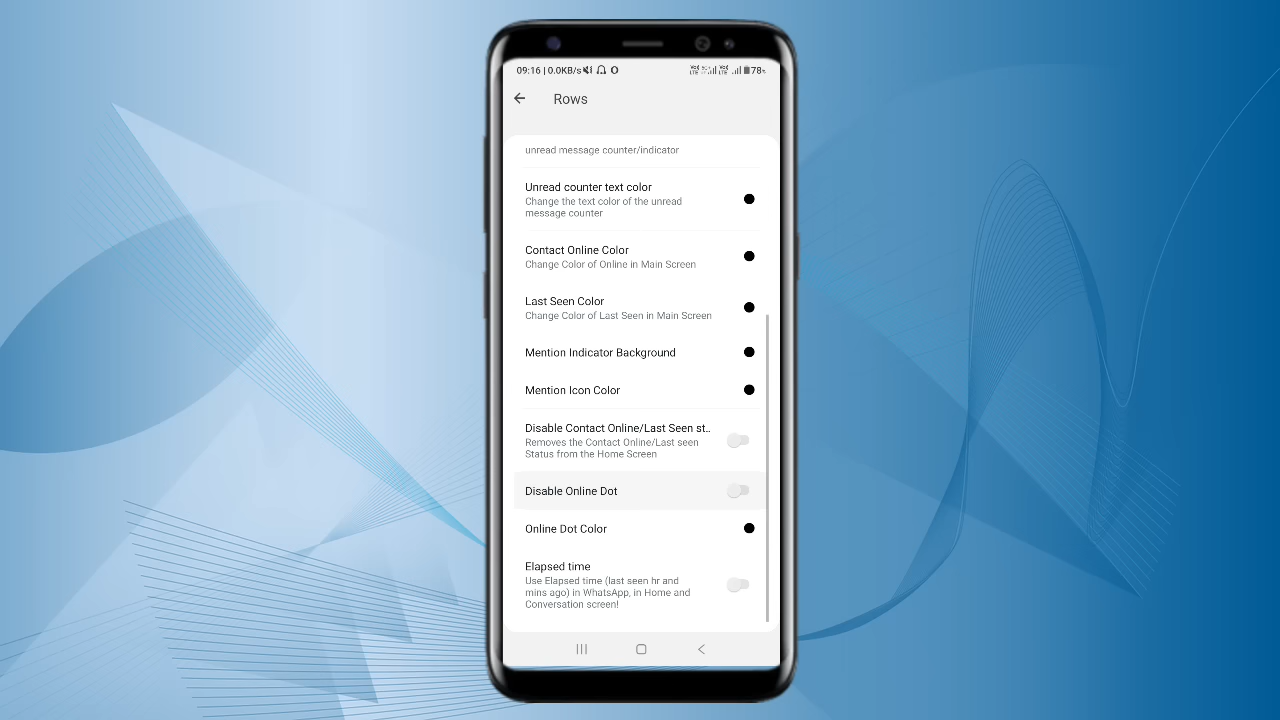 09:16 | 0.0KB/s
78%
Rows
unread message counter/indicator
Unread counter text color
Change the text color of the unread
message counter
Contact Online Color
Change Color of Online in Main Screen
Last Seen Color
Change Color of Last Seen in Main Screen
Mention Indicator Background
Mention Icon Color
Disable Contact Online/Last Seen st..
Removes the Contact Online/Last seen
Status from the Home Screen
Disable Online Dot
Online Dot Color
Elapsed time
Use Elapsed time (last seen hr and
mins ago) in WhatsApp, in Home and
Conversation screen!